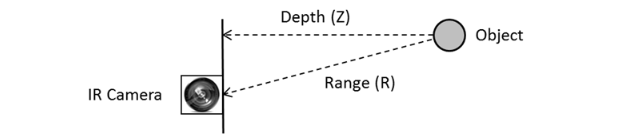 Depth (Z)
Object
Range (R)
IR Camera